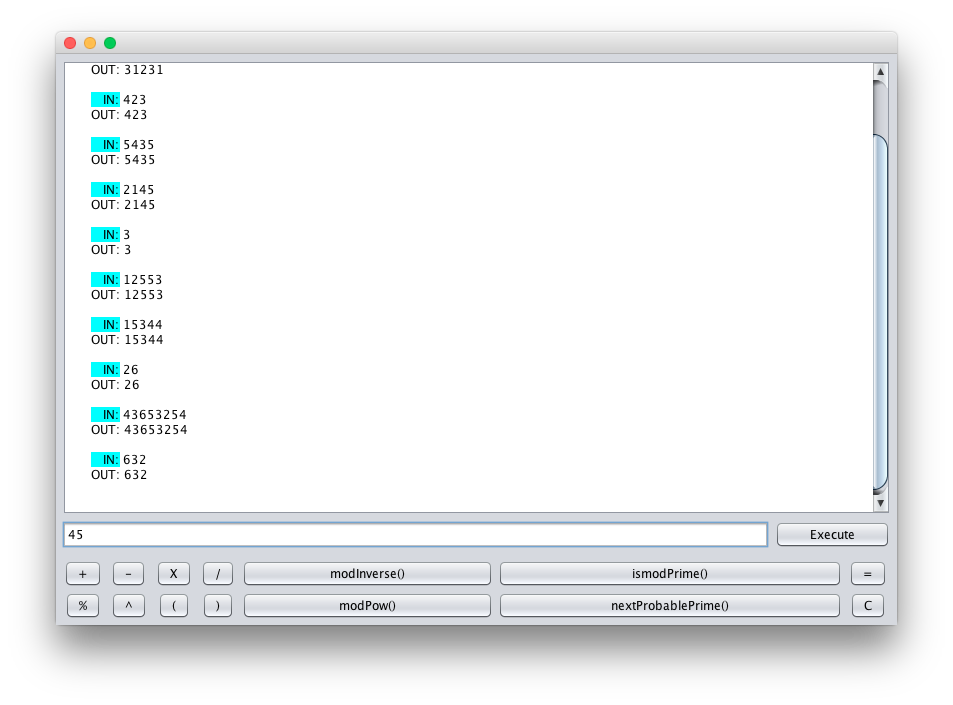 OUT: 31231
IN: 423
OUT: 423
IN: 5435
OUT: 5435
IN: 2145
OUT: 2145
IN: 3
OUT: 3
IN: 12553
OUT: 12553
IN: 15344
OUT: 15344
IN: 26
OUT: 26
IN: 43653254
OUT: 43653254
IN: 632
OUT: 632
45 Execute
+ - X / modInverse() ismodPrime() =
% ^ ( ) modPow() nextProbablePrime() C